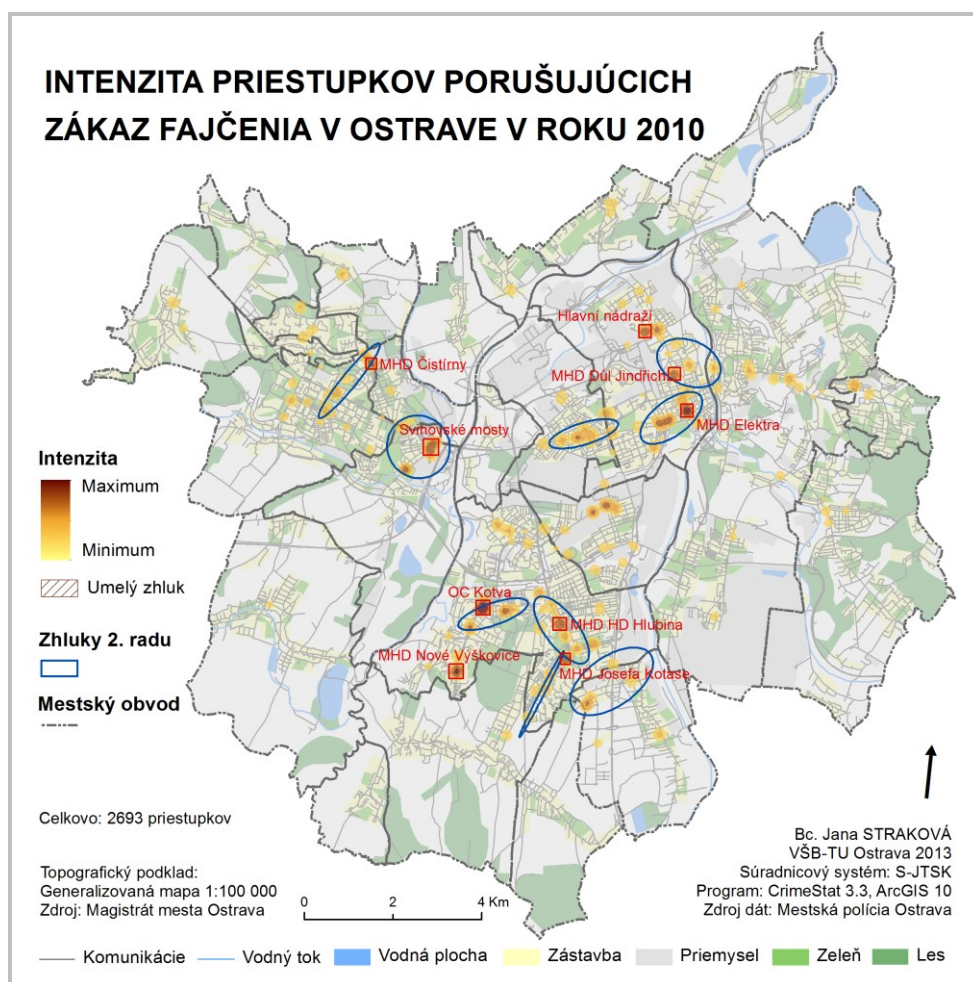 INTENZITA PRIESTUPKOV PORUŠUJÚCICH
ZÁKAZ FAJČENIA V OSTRAVE V ROKU 2010
Hlavní nádraží
MHD Čistírny
MHD Důl Jindřich
MHD Elektra
Svinovské mosty
Intenzita
Maximum
Minimum
Umelý zhluk
Zhluky 2. radu
Mestský obvod
OC Kotva
MHD HD Hlubina
MHD Nové Výškovice
MHD Josefa Kotase
Celkovo: 2693 priestupkov
Topografický podklad:
Generalizovaná mapa 1:100 000
Zdroj: Magistrát mesta Ostrava
0 2 4 Km
Bc. Jana STRAKOVÁ
VŠB-TU Ostrava 2013
Súradnicový systém: S-JTSK
Program: CrimeStat 3.3, ArcGIS 10
Zdroj dát: Mestská polícia Ostrava
Komunikácie Vodný tok Vodná plocha Zástavba Priemysel Zeleň Les